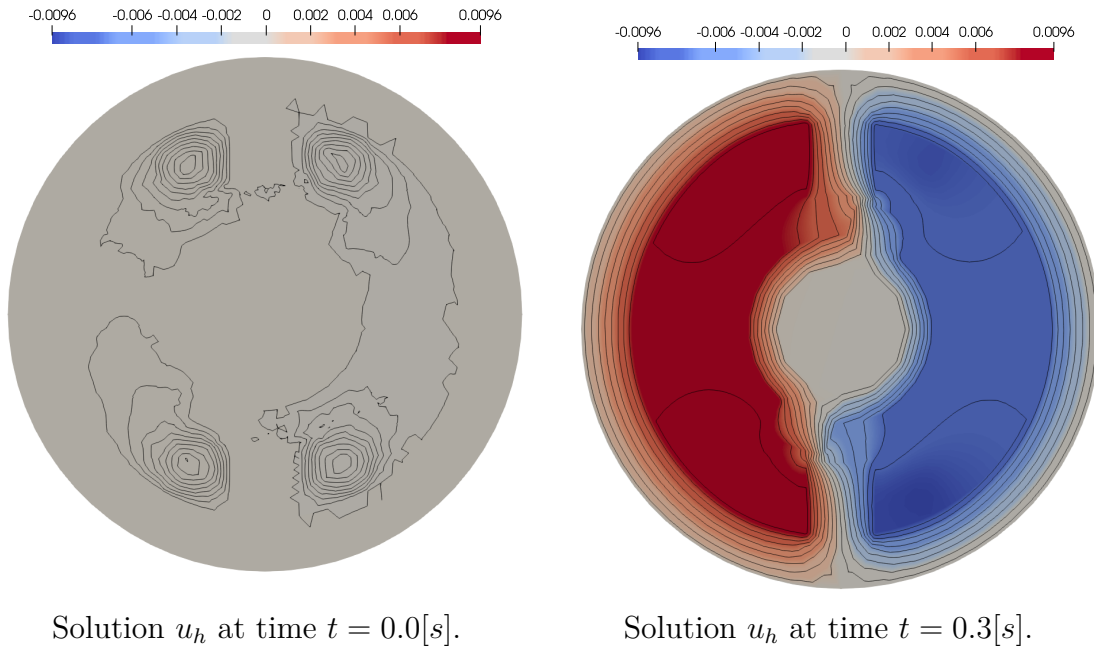 -0.0096 -0.006 -0.004 -0.002 0 0.002 0.004 0.006 0.0096
-0.0096 -0.006 -0.004 -0.002 0 0.002 0.004 0.006 0.0096
Solution u_h at time t = 0.0[s].
Solution u_h at time t = 0.3[s].